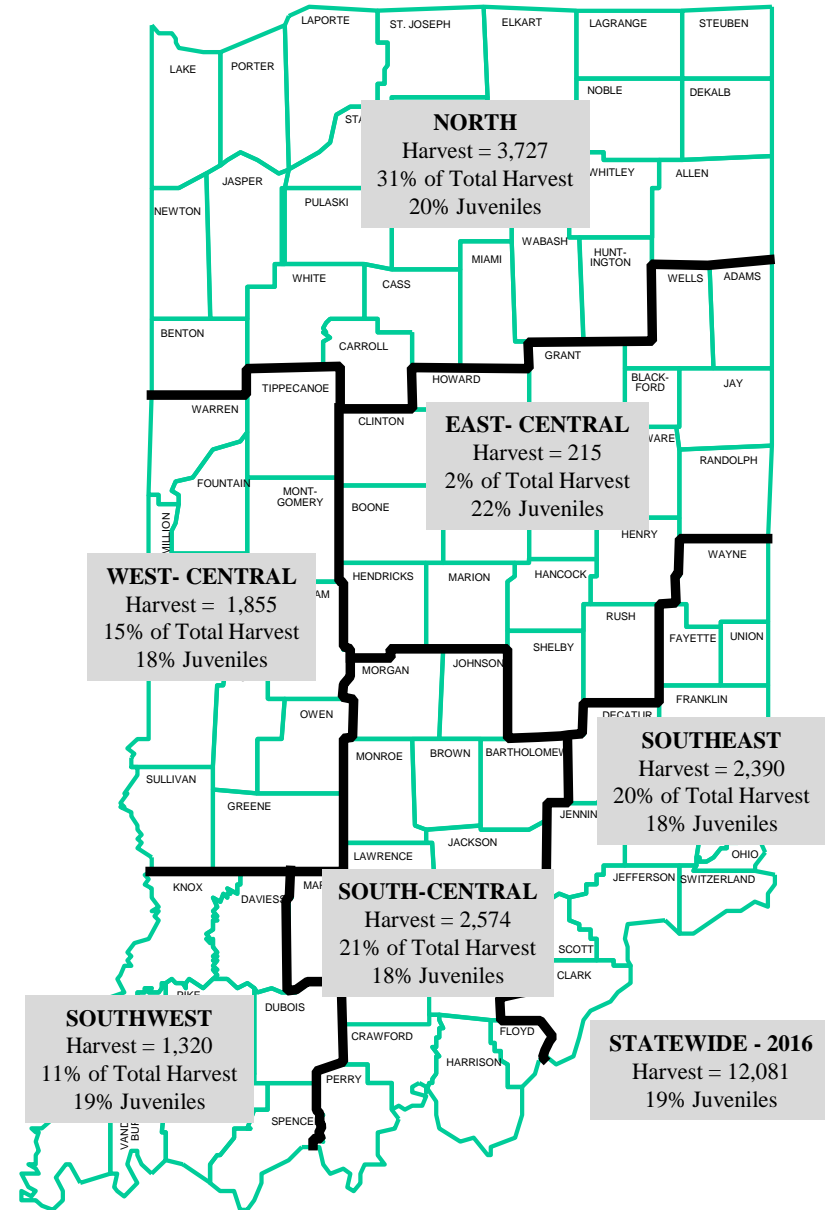 LAPORTE
ST. JOSEPH
ELKART
LAGRANGE
STEUBEN
LAKE
PORTER
NOBLE
DEKALB
NORTH
Harvest = 3,727
31% of Total Harvest
20% Juveniles
WHITLEY
ALLEN
JASPER
PULASKI
NEWTON
WABASH
MIAMI
HUNT-
INGTON
WHITE
CASS
WELLS
ADAMS
BENTON
CARROLL
GRANT
TIPPECANOE
HOWARD
BLACK-
FORD
JAY
WARREN
CLINTON
EAST- CENTRAL
Harvest = 215
2% of Total Harvest
22% Juveniles
RANDOLPH
FOUNTAIN
MONT-
GOMERY
BOONE
HENRY
WAYNE
WEST- CENTRAL
Harvest = 1,855
15% of Total Harvest
18% Juveniles
HENDRICKS
MARION
HANCOCK
RUSH
SHELBY
FAYETTE
UNION
MORGAN
JOHNSON
FRANKLIN
OWEN
DECATUR
SOUTHEAST
Harvest = 2,390
20% of Total Harvest
18% Juveniles
MONROE
BROWN
BARTHOLOMEW
SULLIVAN
GREENE
JENNIN
JACKSON
LAWRENCE
OHIO
JEFFERSON
SWITZERLAND
KNOX
DAVIESS
MAR
SOUTH-CENTRAL
Harvest = 2,574
21% of Total Harvest
18% Juveniles
SCOTT
CLARK
PIKE
DUBOIS
SOUTHWEST
Harvest = 1,320
11% of Total Harvest
19% Juveniles
CRAWFORD
FLOYD
HARRISON
STATEWIDE - 2016
Harvest = 12,081
19% Juveniles
PERRY
SPENCE